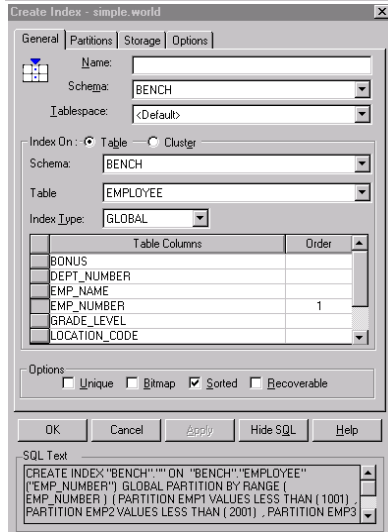 Create Index - simple.world
General Partitions Storage Options
Name:
Schema: BENCH
Tablespace: <Default>
Index On: Table Cluster
Schema: BENCH
Table EMPLOYEE
Index Type: GLOBAL
Table Columns Order
BONUS
DEPT_NUMBER
EMP_NAME
EMP_NUMBER 1
GRADE_LEVEL
LOCATION_CODE
Options
Unique Bitmap Sorted Recoverable
OK Cancel Apply Hide SQL Help
SQL Text
CREATE INDEX "BENCH"."" ON "BENCH"."EMPLOYEE"
("EMP_NUMBER") GLOBAL PARTITION BY RANGE (
EMP_NUMBER ) ( PARTITION EMP1 VALUES LESS THAN ( 1001) ,
PARTITION EMP2 VALUES LESS THAN ( 2001) , PARTITION EMP3